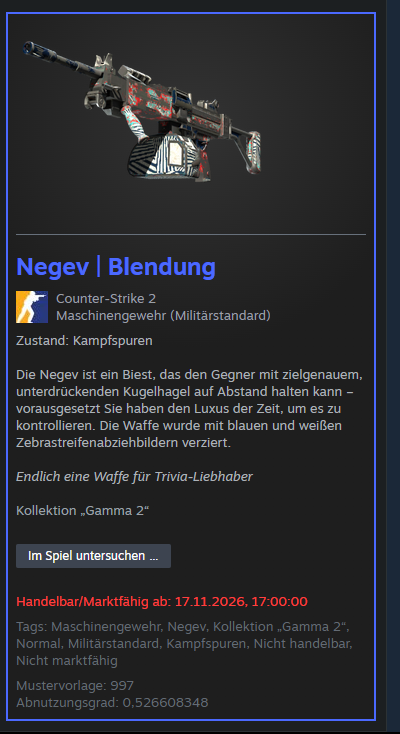 Negev | Blendung
Counter-Strike 2
Maschinengewehr (Militärstandard)
Zustand: Kampfspuren
Die Negev ist ein Biest, das den Gegner mit zielgenauem,
unterdrückenden Kugelhagel auf Abstand halten kann –
vorausgesetzt Sie haben den Luxus der Zeit, um es zu
kontrollieren. Die Waffe wurde mit blauen und weißen
Zebrastreifenabziehbildern verziert.
Endlich eine Waffe für Trivia-Liebhaber
Kollektion „Gamma 2“
Im Spiel untersuchen ...
Handelbar/Marktfähig ab: 17.11.2026, 17:00:00
Tags: Maschinengewehr, Negev, Kollektion „Gamma 2“,
Normal, Militärstandard, Kampfspuren, Nicht handelbar,
Nicht marktfähig
Mustervorlage: 997
Abnutzungsgrad: 0,526608348